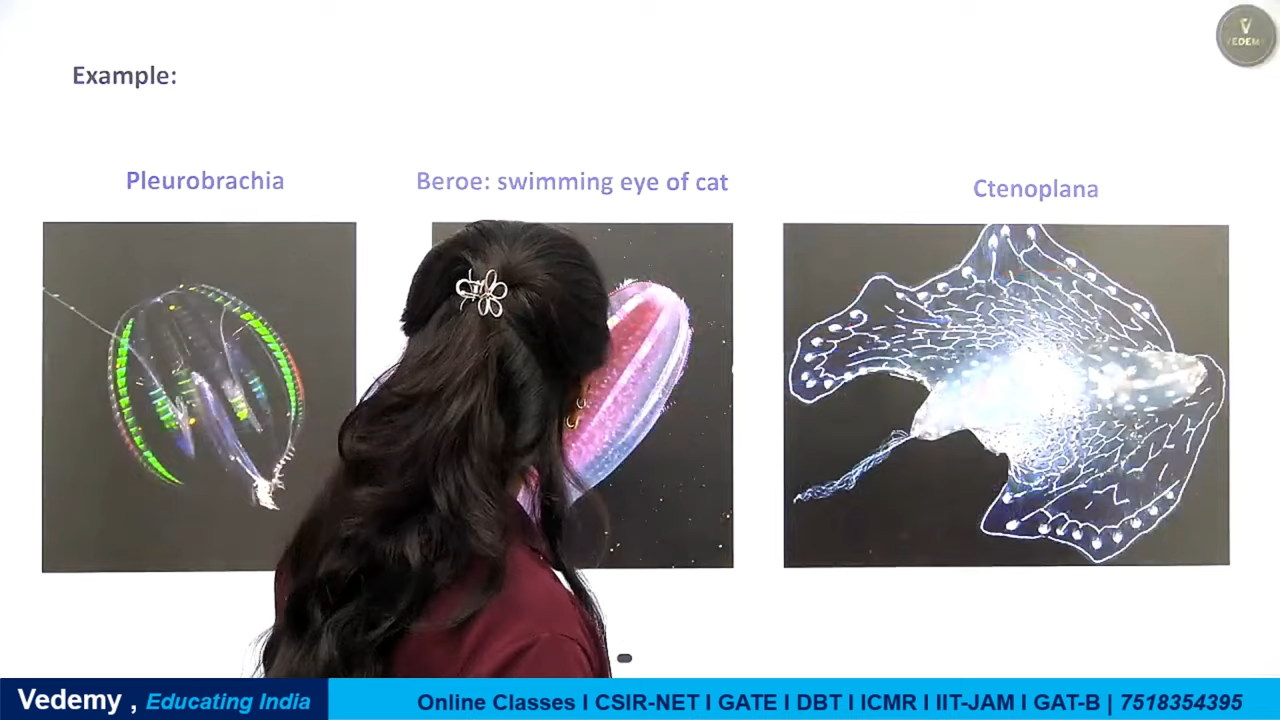 V
VEDEMY
Example:
Pleurobrachia
Beroe: swimming eye of cat
Ctenoplana
Vedemy , Educating India
Online Classes I CSIR-NET I GATE I DBT I ICMR I IIT-JAM I GAT-B | 7518354395